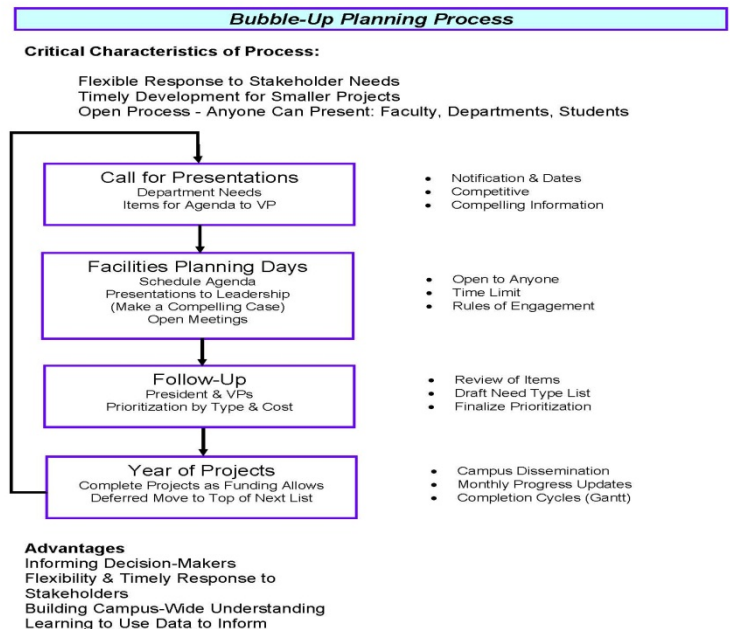 Bubble-Up Planning Process
Critical Characteristics of Process:
Flexible Response to Stakeholder Needs
Timely Development for Smaller Projects
Open Process - Anyone Can Present: Faculty, Departments, Students
Call for Presentations
Department Needs
Items for Agenda to VP
• Notification & Dates
• Competitive
• Compelling Information
Facilities Planning Days
Schedule Agenda
Presentations to Leadership
(Make a Compelling Case)
Open Meetings
• Open to Anyone
• Time Limit
• Rules of Engagement
Follow-Up
President & VPs
Prioritization by Type & Cost
• Review of Items
• Draft Need Type List
• Finalize Prioritization
Year of Projects
Complete Projects as Funding Allows
Deferred Move to Top of Next List
• Campus Dissemination
• Monthly Progress Updates
• Completion Cycles (Gantt)
Advantages
Informing Decision-Makers
Flexibility & Timely Response to
Stakeholders
Building Campus-Wide Understanding
Learning to Use Data to Inform